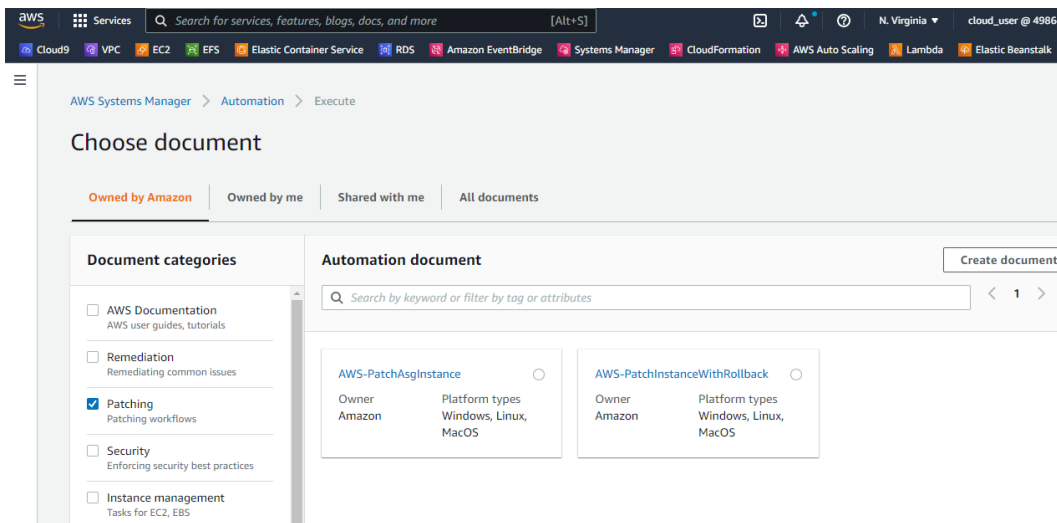 aws Services Search for services, features, blogs, docs, and more [Alt+S] N. Virginia ▼ cloud_user @ 4986
Cloud9 VPC EC2 EFS Elastic Container Service RDS Amazon EventBridge Systems Manager CloudFormation AWS Auto Scaling Lambda Elastic Beanstalk
AWS Systems Manager > Automation > Execute
Choose document
Owned by Amazon Owned by me Shared with me All documents
Document categories
AWS Documentation
AWS user guides, tutorials
Remediation
Remediating common issues
Patching
Patching workflows
Security
Enforcing security best practices
Instance management
Tasks for EC2, EBS
Automation document
Create document
Search by keyword or filter by tag or attributes
< 1 >
AWS-PatchAsgInstance
Owner
Amazon
Platform types
Windows, Linux,
MacOS
AWS-PatchInstanceWithRollback
Owner
Amazon
Platform types
Windows, Linux,
MacOS